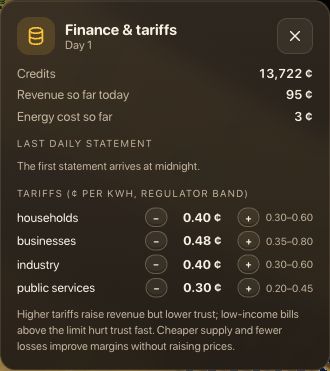 Finance & tariffs
Day 1
Credits 13,722 ¢
Revenue so far today 95 ¢
Energy cost so far 3 ¢
LAST DAILY STATEMENT
The first statement arrives at midnight.
TARIFFS (¢ PER KWH, REGULATOR BAND)
households − 0.40 ¢ + 0.30–0.60
businesses − 0.48 ¢ + 0.35–0.80
industry − 0.40 ¢ + 0.30–0.60
public services − 0.30 ¢ + 0.20–0.45
Higher tariffs raise revenue but lower trust; low-income bills
above the limit hurt trust fast. Cheaper supply and fewer
losses improve margins without raising prices.